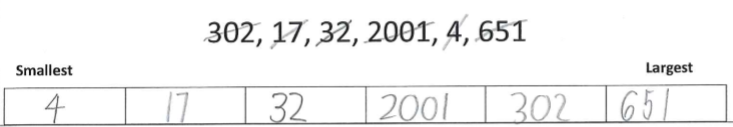 302, 17, 32, 2001, 4, 651
Smallest Largest
4 17 32 2001 302 651